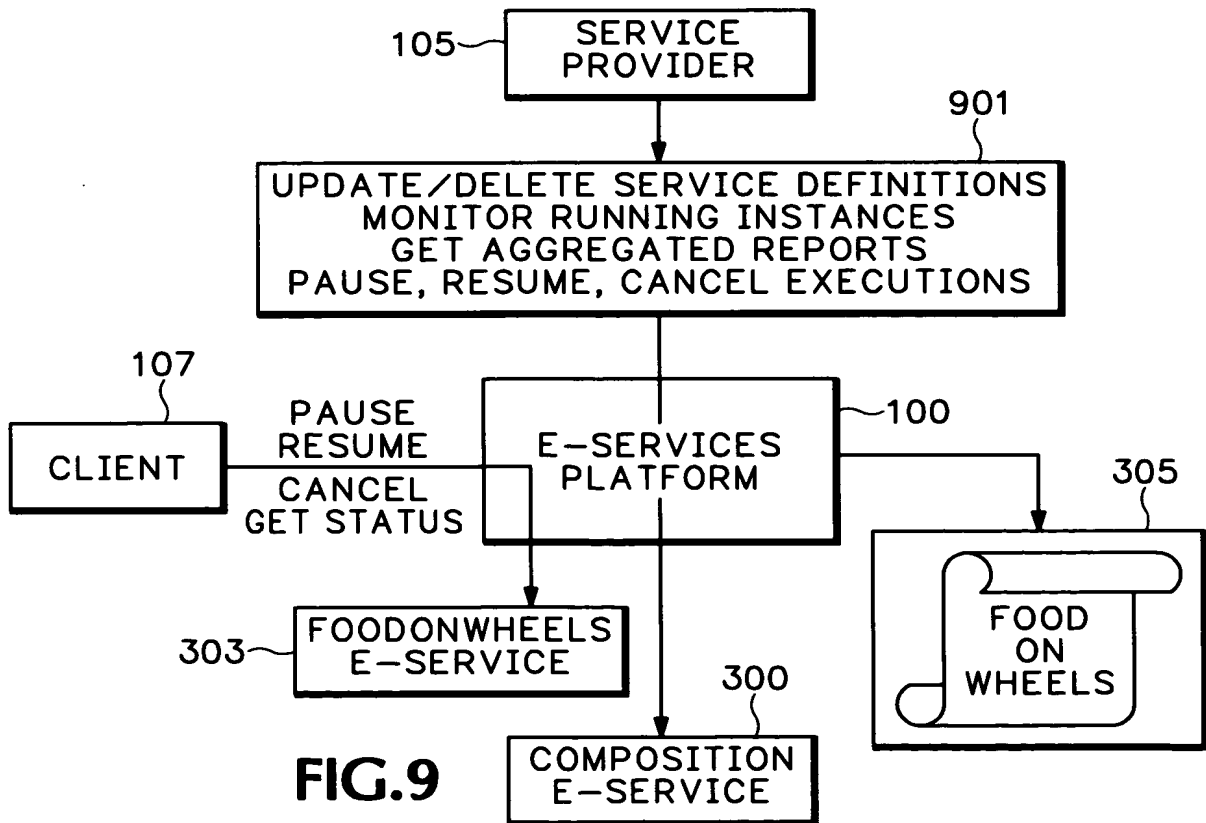 105
SERVICE
PROVIDER
901
UPDATE/DELETE SERVICE DEFINITIONS
MONITOR RUNNING INSTANCES
GET AGGREGATED REPORTS
PAUSE, RESUME, CANCEL EXECUTIONS
107
CLIENT
PAUSE
RESUME
CANCEL
GET STATUS
100
E-SERVICES
PLATFORM
305
FOOD
ON
WHEELS
303
FOODONWHEELS
E-SERVICE
300
COMPOSITION
E-SERVICE
FIG.9